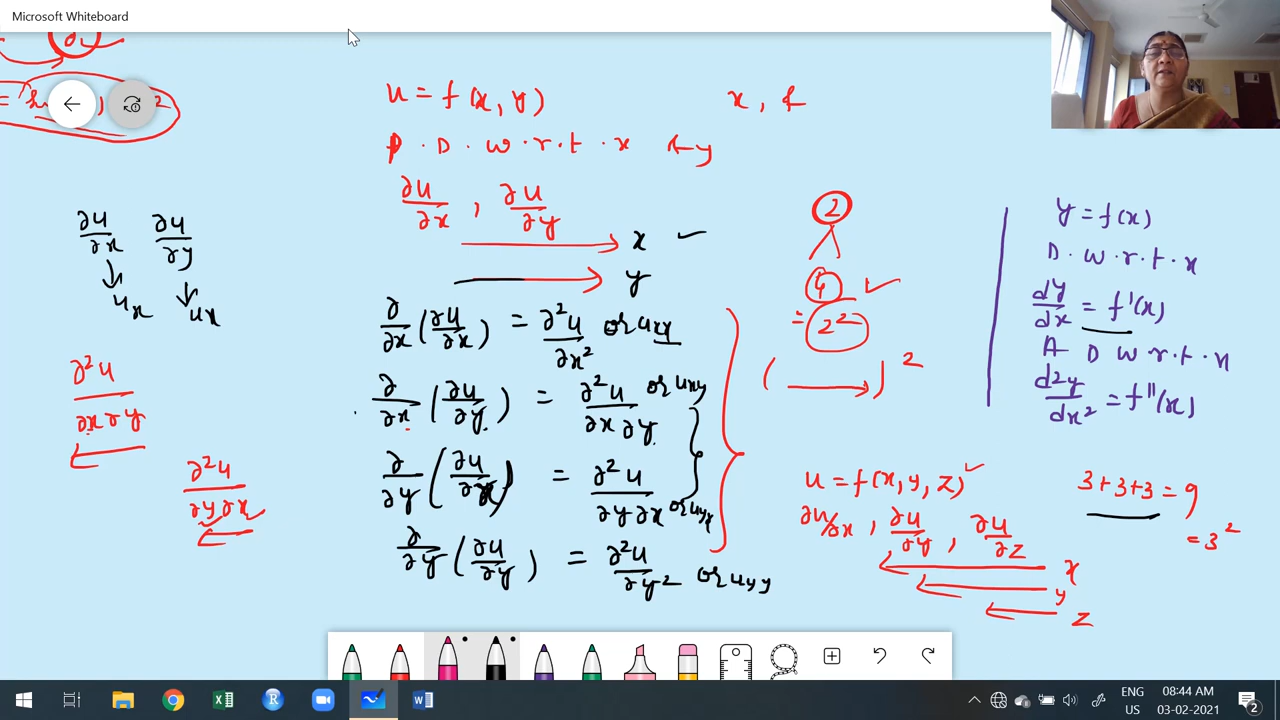 Microsoft Whiteboard
u = f(x, y)
x, &
P. D. w.r.t. x & y
∂u/∂x , ∂u/∂y
x ✓
y
∂/∂x (∂u/∂x) = ∂²u/∂x² or uxx
∂/∂x (∂u/∂y) = ∂²u/∂x∂y or uxy
∂/∂y (∂u/∂x) = ∂²u/∂y∂x or uyx
∂/∂y (∂u/∂y) = ∂²u/∂y² or uyy
∂u/∂x ∂u/∂y
ux ux
∂²u/∂x∂y
∂²u/∂y∂x
2
4 ✓
= 2²
( )²
y = f(x)
D. w.r.t. x
dy/dx = f'(x)
A D w r.t. x
d2y/dx² = f"(x)
u = f(x, y, z) ✓
∂u/∂x , ∂u/∂y , ∂u/∂z
x
y
z
3+3+3 = 9
= 3²
ENG
US
08:44 AM
03-02-2021
2